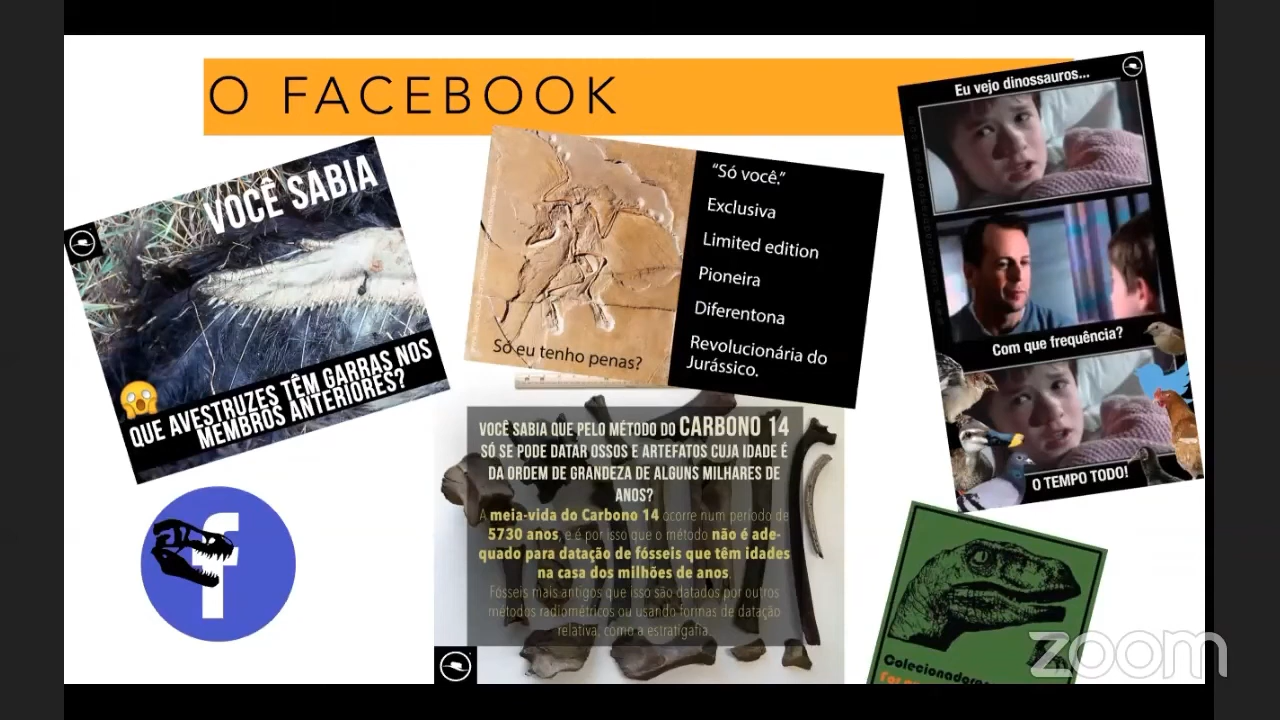 O FACEBOOK
VOCÊ SABIA
QUE AVESTRUZES TÊM GARRAS NOS
MEMBROS ANTERIORES?
Só eu tenho penas?
“Só você.”
Exclusiva
Limited edition
Pioneira
Diferentona
Revolucionária do
Jurássico.
Eu vejo dinossauros...
Com que frequência?
O TEMPO TODO!
VOCÊ SABIA QUE PELO MÉTODO DO CARBONO 14
SÓ SE PODE DATAR OSSOS E ARTEFATOS CUJA IDADE É
DA ORDEM DE GRANDEZA DE ALGUNS MILHARES DE
ANOS?
A meia-vida do Carbono 14 ocorre num período de
5730 anos, e é por isso que o método não é ade-
quado para datação de fósseis que têm idades
na casa dos milhões de anos.
Fósseis mais antigos que isso são datados por outros
métodos radiométricos ou usando formas de datação
relativa, como a estratigafia.
f
Colecionadores
zoom